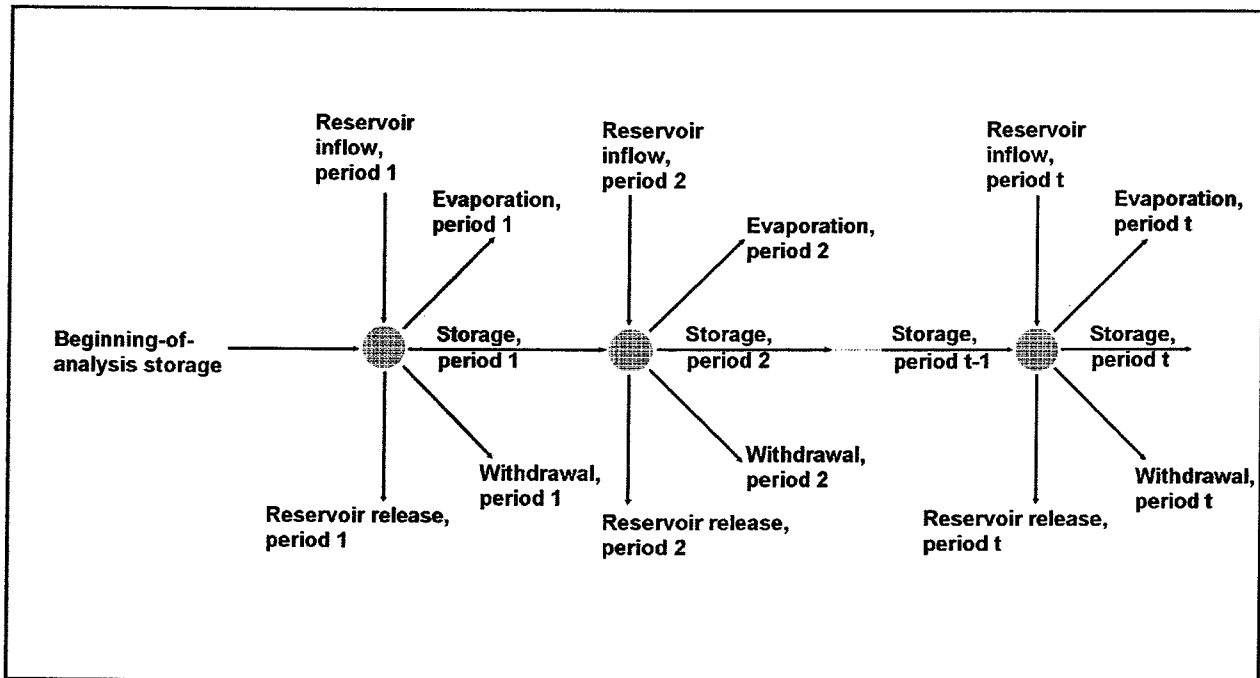 Reservoir
inflow,
period 1
Evaporation,
period 1
Beginning-of-
analysis storage
Storage,
period 1
Withdrawal,
period 1
Reservoir release,
period 1
Reservoir
inflow,
period 2
Evaporation,
period 2
Storage,
period 2
Withdrawal,
period 2
Reservoir release,
period 2
Reservoir
inflow,
period t
Evaporation,
period t
Storage,
period t-1
Storage,
period t
Withdrawal,
period t
Reservoir release,
period t